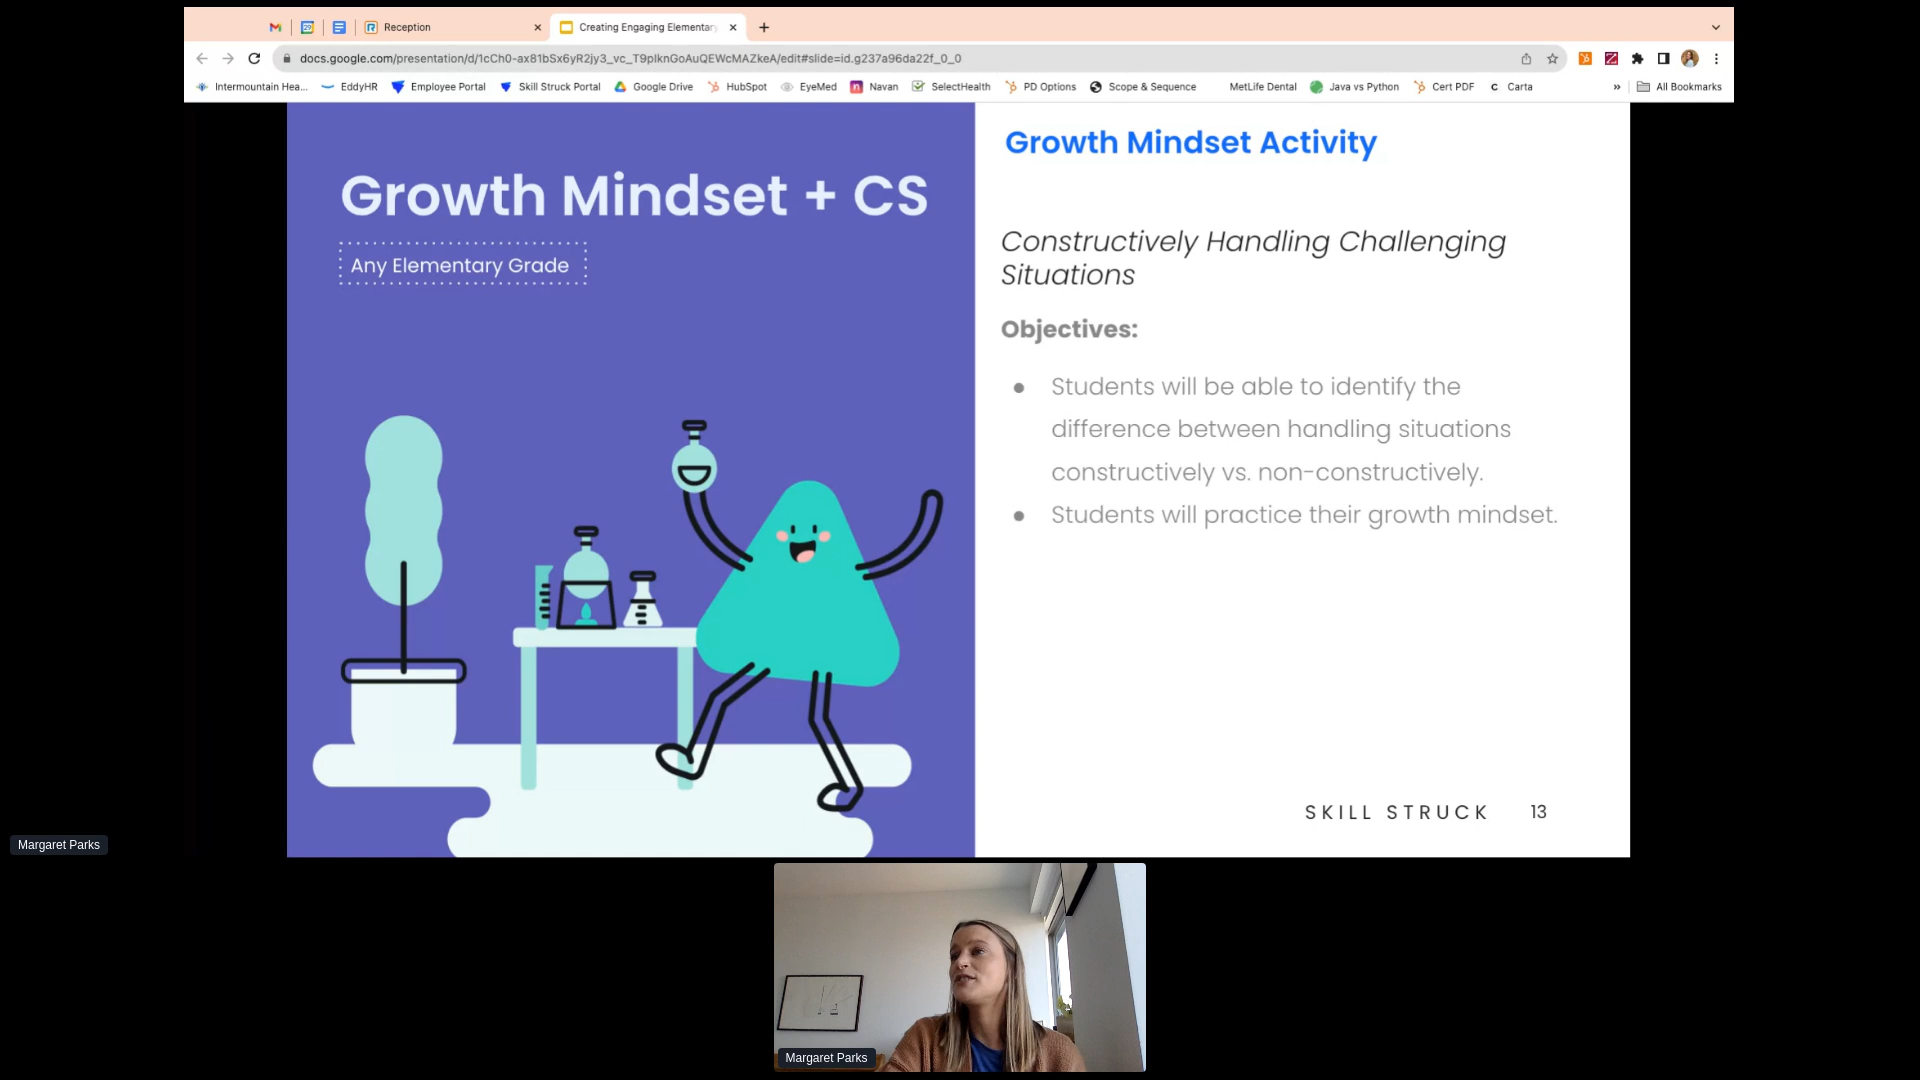 Reception
Creating Engaging Elementary
docs.google.com/presentation/d/1cCh0-ax81bSx6yR2jy3_vc_T9pIknGoAuQEWcMAZkeA/edit#slide=id.g237a96da22f_0_0
Intermountain Hea... EddyHR Employee Portal Skill Struck Portal Google Drive HubSpot EyeMed Navan SelectHealth PD Options Scope & Sequence MetLife Dental Java vs Python Cert PDF Carta » All Bookmarks
Growth Mindset + CS
Any Elementary Grade
Growth Mindset Activity
Constructively Handling Challenging
Situations
Objectives:
● Students will be able to identify the
difference between handling situations
constructively vs. non-constructively.
● Students will practice their growth mindset.
SKILL STRUCK 13
Margaret Parks
Margaret Parks